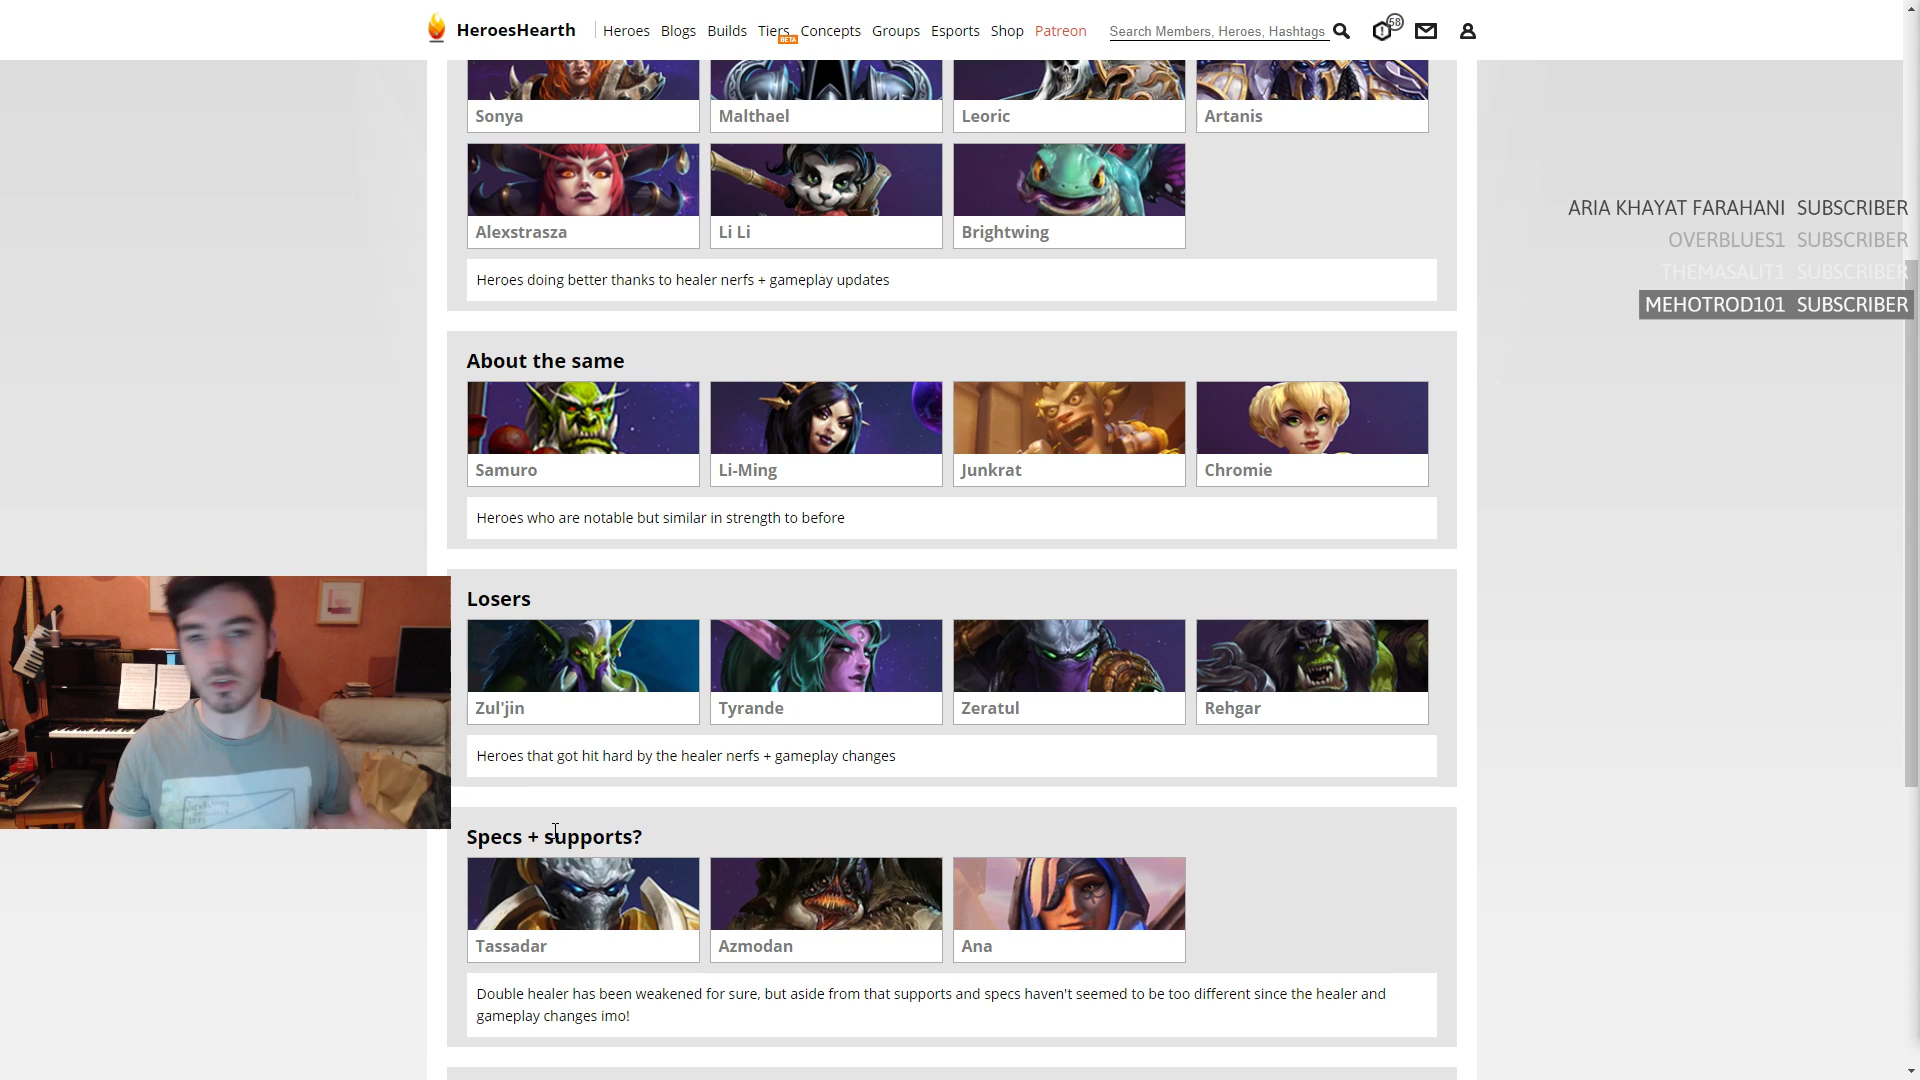 HeroesHearth
Heroes Blogs Builds Tiers BETA Concepts Groups Esports Shop Patreon Search Members, Heroes, Hashtags 58
Sonya Malthael Leoric Artanis
Alexstrasza Li Li Brightwing
Heroes doing better thanks to healer nerfs + gameplay updates
ARIA KHAYAT FARAHANI SUBSCRIBER
OVERBLUES1 SUBSCRIBER
THEMASALIT1 SUBSCRIBER
MEHOTROD101 SUBSCRIBER
About the same
Samuro Li-Ming Junkrat Chromie
Heroes who are notable but similar in strength to before
Losers
Zul'jin Tyrande Zeratul Rehgar
Heroes that got hit hard by the healer nerfs + gameplay changes
Specs + supports?
Tassadar Azmodan Ana
Double healer has been weakened for sure, but aside from that supports and specs haven't seemed to be too different since the healer and
gameplay changes imo!